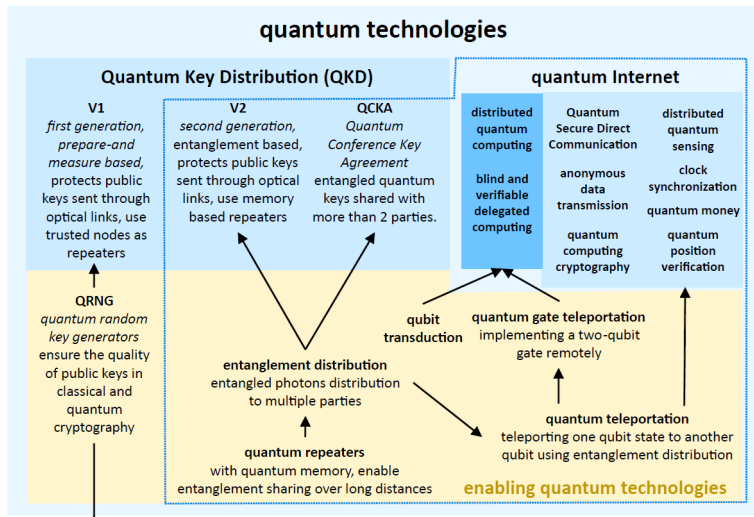 quantum technologies
Quantum Key Distribution (QKD)
V1
first generation,
prepare-and
measure based,
protects public
keys sent through
optical links, use
trusted nodes as
repeaters
V2
second generation,
entanglement based,
protects public keys
sent through optical
links, use memory
based repeaters
QCKA
Quantum
Conference Key
Agreement
entangled quantum
keys shared with
more than 2 parties.
quantum Internet
distributed
quantum
computing
blind and
verifiable
delegated
computing
Quantum
Secure Direct
Communication
anonymous
data
transmission
quantum
computing
cryptography
distributed
quantum
sensing
clock
synchronization
quantum money
quantum
position
verification
QRNG
quantum random
key generators
ensure the quality
of public keys in
classical and
quantum
cryptography
qubit
transduction
quantum gate teleportation
implementing a two-qubit
gate remotely
entanglement distribution
entangled photons distribution
to multiple parties
quantum teleportation
teleporting one qubit state to another
qubit using entanglement distribution
quantum repeaters
with quantum memory, enable
entanglement sharing over long distances
enabling quantum technologies